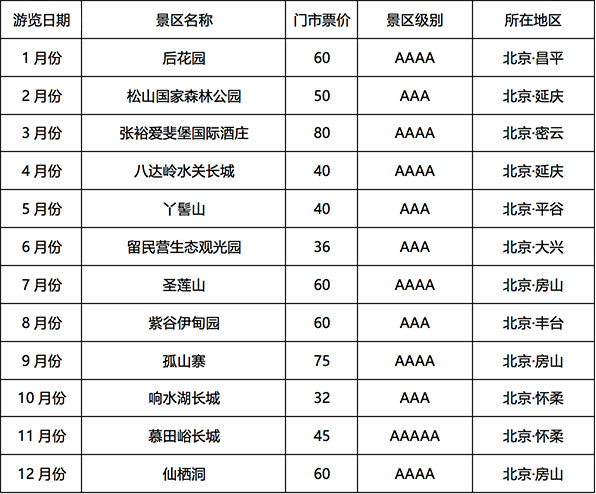 游览日期 景区名称 门市票价 景区级别 所在地区
1 月份 后花园 60 AAAA 北京·昌平
2 月份 松山国家森林公园 50 AAA 北京·延庆
3 月份 张裕爱斐堡国际酒庄 80 AAAA 北京·密云
4 月份 八达岭水关长城 40 AAAA 北京·延庆
5 月份 丫髻山 40 AAA 北京·平谷
6 月份 留民营生态观光园 36 AAA 北京·大兴
7 月份 圣莲山 60 AAAA 北京·房山
8 月份 紫谷伊甸园 60 AAA 北京·丰台
9 月份 孤山寨 75 AAAA 北京·房山
10 月份 响水湖长城 32 AAA 北京·怀柔
11 月份 慕田峪长城 45 AAAAA 北京·怀柔
12 月份 仙栖洞 60 AAAA 北京·房山